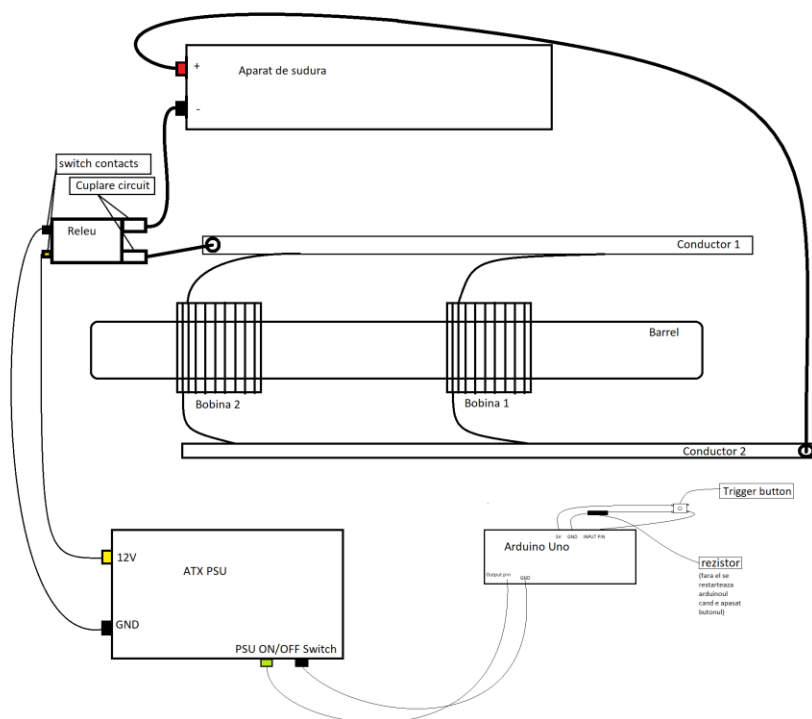 +
Aparat de sudura
-
switch contacts
Cuplare circuit
Releu
Conductor 1
Barrel
Bobina 2
Bobina 1
Conductor 2
Trigger button
5V GND INPUT PIN
Arduino Uno
12V
ATX PSU
rezistor
(fara el se
restarteaza
arduinoul
cand e apasat
butonul)
Output pin
GND
GND
PSU ON/OFF Switch